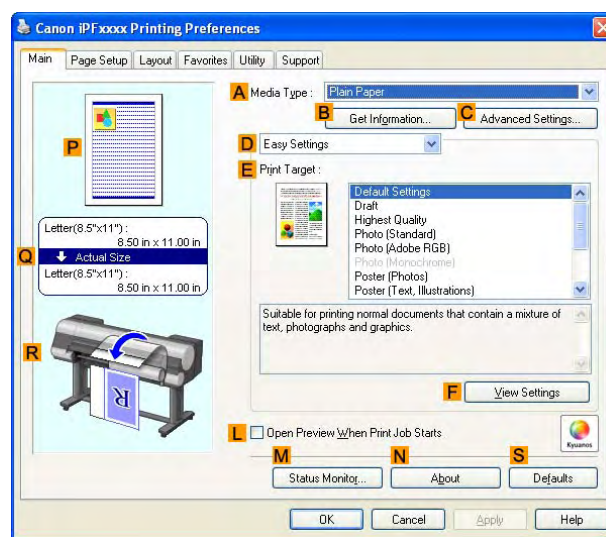 Canon iPFxxxx Printing Preferences
Main Page Setup Layout Favorites Utility Support
A Media Type : Plain Paper
B Get Information... C Advanced Settings...
D Easy Settings
E Print Target :
Default Settings
Draft
Highest Quality
Photo (Standard)
Photo (Adobe RGB)
Photo (Monochrome)
Poster (Photos)
Poster (Text, Illustrations)
Suitable for printing normal documents that contain a mixture of
text, photographs and graphics.
F View Settings
P
Q
Letter(8.5"x11") :
8.50 in x 11.00 in
Actual Size
Letter(8.5"x11") :
8.50 in x 11.00 in
R
R
L Open Preview When Print Job Starts
Kyuanos
M Status Monitor... N About S Defaults
OK Cancel Apply Help